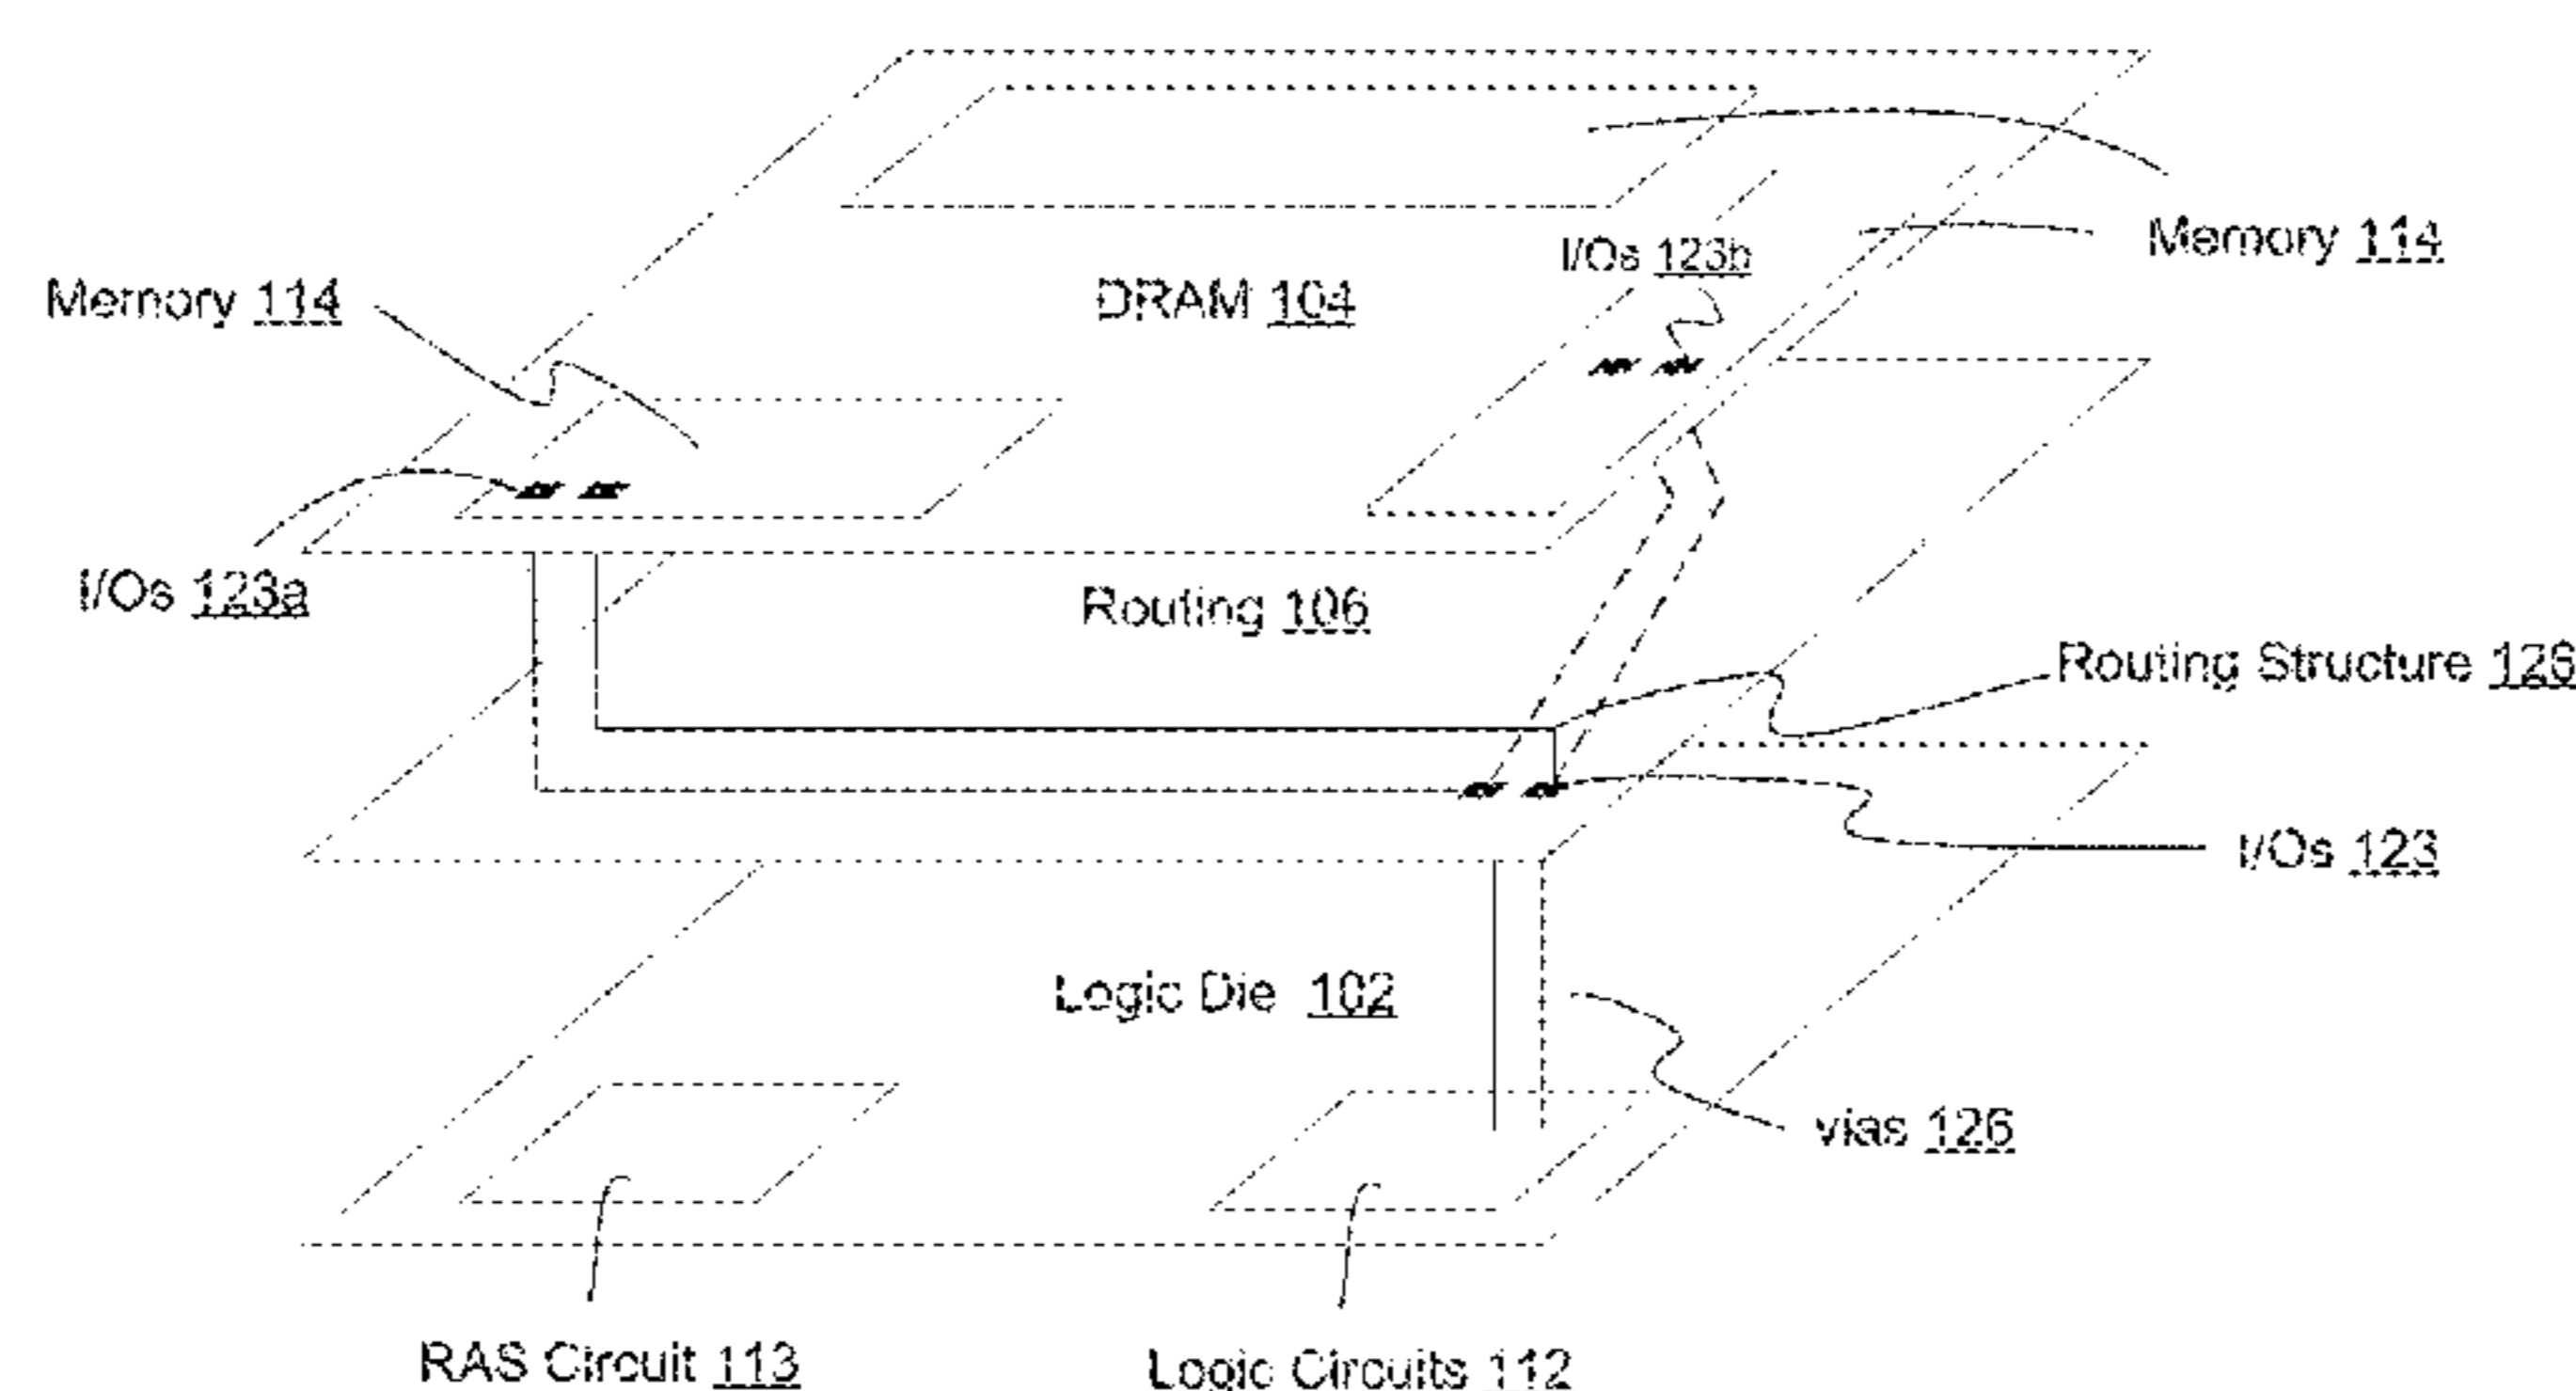 Memory 114
I/Os 123b
Memory 114
DRAM 104
I/Os 123a
Routing 106
Routing Structure 126
I/Os 123
Logic Die 102
vias 126
RAS Circuit 113
Logic Circuits 112